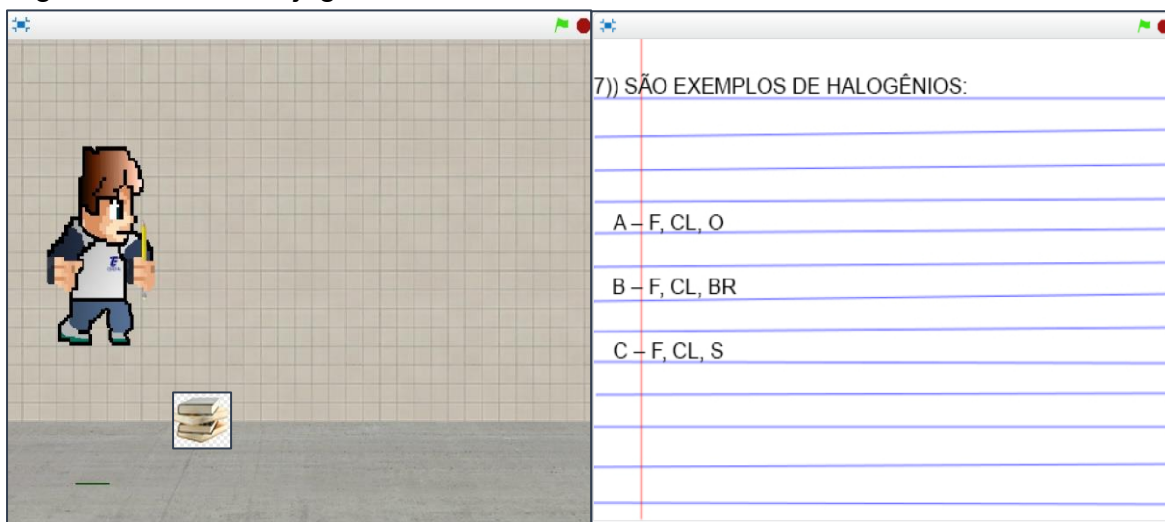 7)) SÃO EXEMPLOS DE HALOGÊNIOS:
A – F, CL, O
B – F, CL, BR
C – F, CL, S